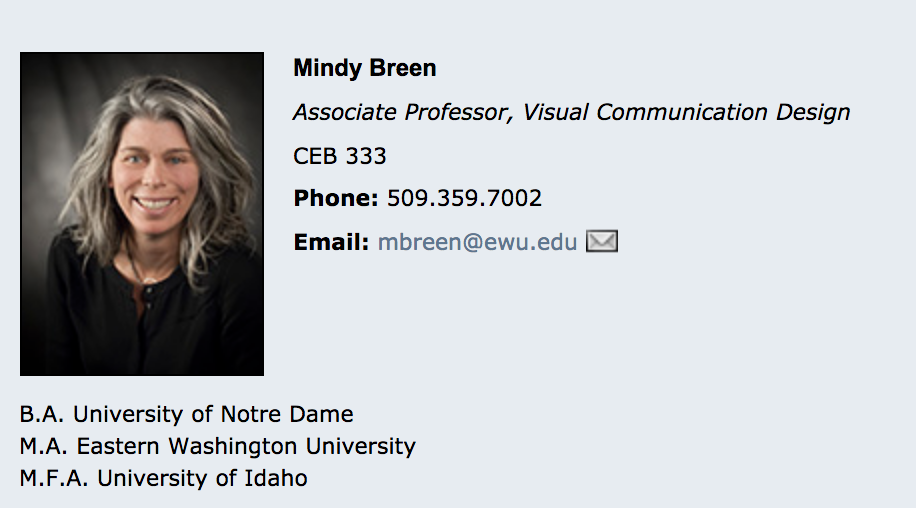 Mindy Breen
Associate Professor, Visual Communication Design
CEB 333
Phone: 509.359.7002
Email: mbreen@ewu.edu
B.A. University of Notre Dame
M.A. Eastern Washington University
M.F.A. University of Idaho